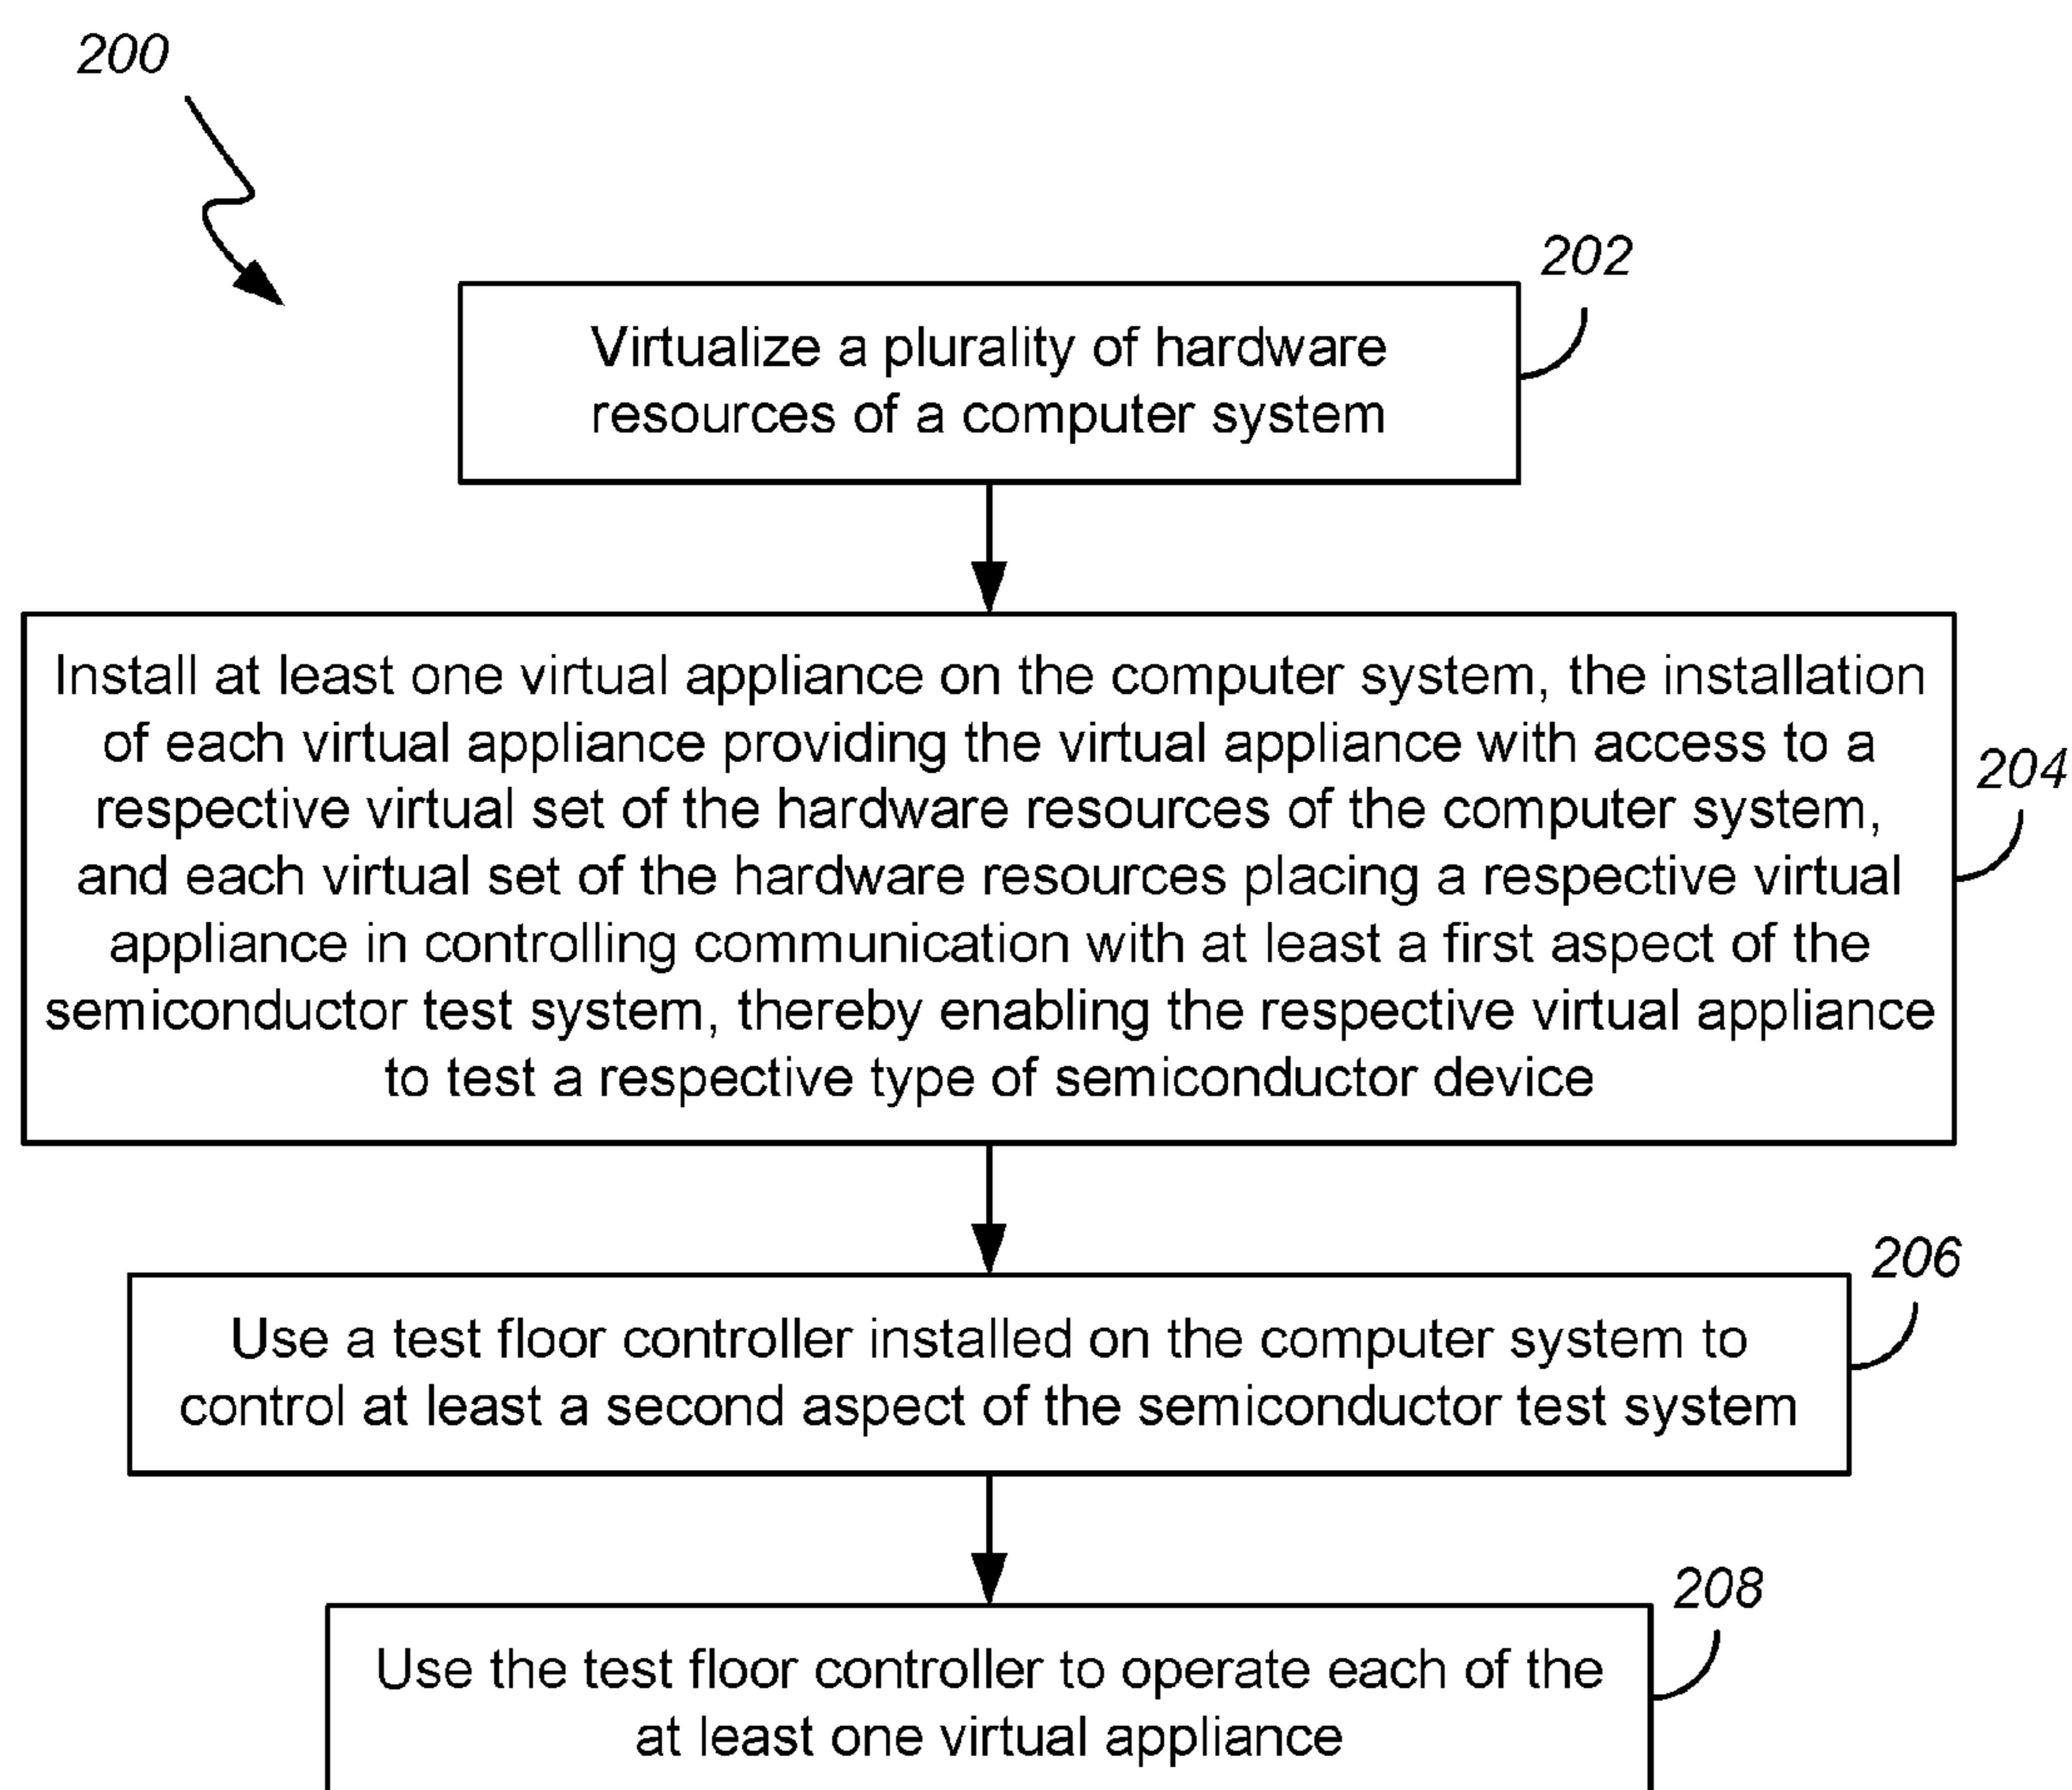 200
202
Virtualize a plurality of hardware
resources of a computer system
Install at least one virtual appliance on the computer system, the installation
of each virtual appliance providing the virtual appliance with access to a
204
respective virtual set of the hardware resources of the computer system,
and each virtual set of the hardware resources placing a respective virtual
appliance in controlling communication with at least a first aspect of the
semiconductor test system, thereby enabling the respective virtual appliance
to test a respective type of semiconductor device
206
Use a test floor controller installed on the computer system to
control at least a second aspect of the semiconductor test system
208
Use the test floor controller to operate each of the
at least one virtual appliance